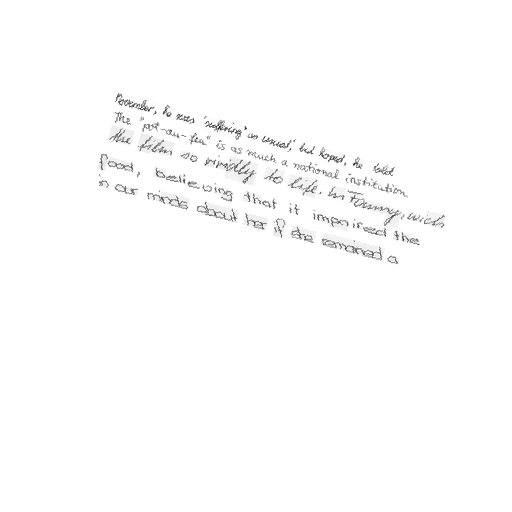 November, he was "suffering as usual", but hoped, he told
The "pot-au-feu" is as much a national institution
the film so vividly to life. In Fanny, which
food, believing that it impaired the
in our minds about her if she remained a